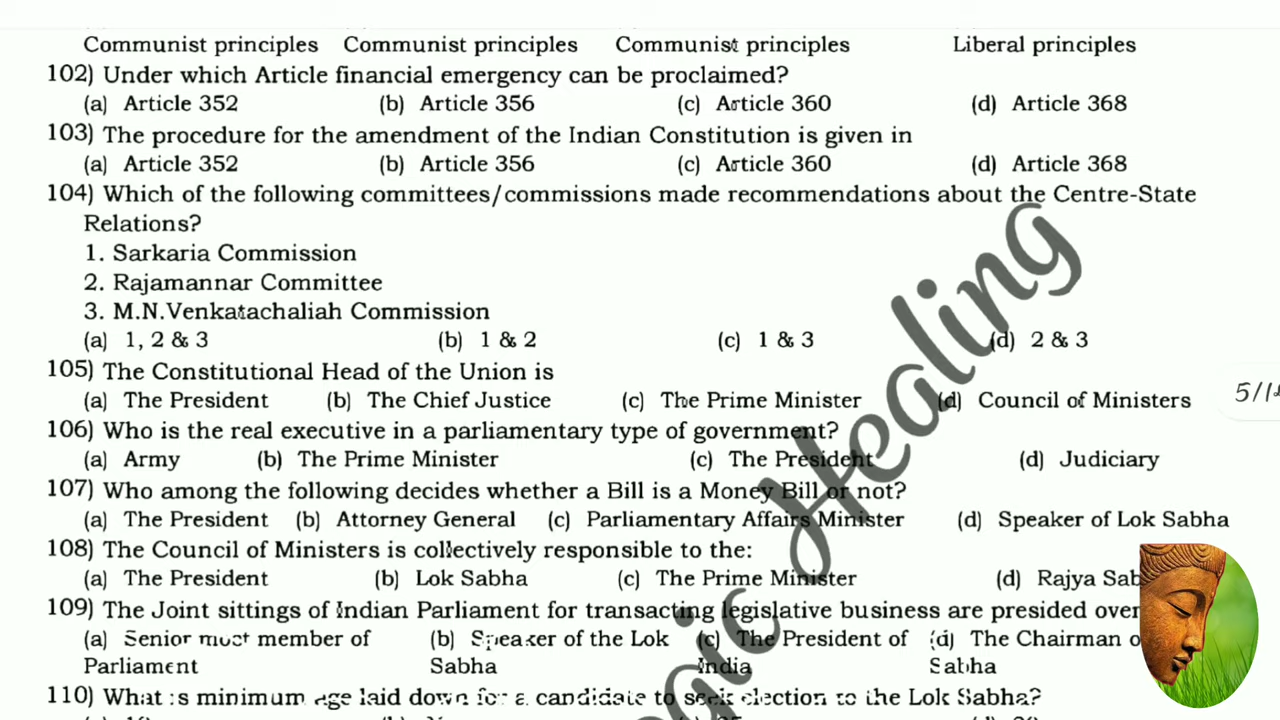 Communist principles Communist principles Communist principles Liberal principles
102) Under which Article financial emergency can be proclaimed?
(a) Article 352 (b) Article 356 (c) Article 360 (d) Article 368
103) The procedure for the amendment of the Indian Constitution is given in
(a) Article 352 (b) Article 356 (c) Article 360 (d) Article 368
104) Which of the following committees/commissions made recommendations about the Centre-State
Relations?
1. Sarkaria Commission
2. Rajamannar Committee
3. M.N.Venkatachaliah Commission
(a) 1, 2 & 3 (b) 1 & 2 (c) 1 & 3 (d) 2 & 3
105) The Constitutional Head of the Union is
(a) The President (b) The Chief Justice (c) The Prime Minister (d) Council of Ministers
5/1
106) Who is the real executive in a parliamentary type of government?
(a) Army (b) The Prime Minister (c) The President (d) Judiciary
107) Who among the following decides whether a Bill is a Money Bill or not?
(a) The President (b) Attorney General (c) Parliamentary Affairs Minister (d) Speaker of Lok Sabha
108) The Council of Ministers is collectively responsible to the:
(a) The President (b) Lok Sabha (c) The Prime Minister (d) Rajya Sab
109) The Joint sittings of Indian Parliament for transacting legislative business are presided over
(a) Senior most member of (b) Speaker of the Lok (c) The President of (d) The Chairman o
Parliament Sabha India Sabha
110) What is minimum age laid down for a candidate to seek election to the Lok Sabha?
gic Healing